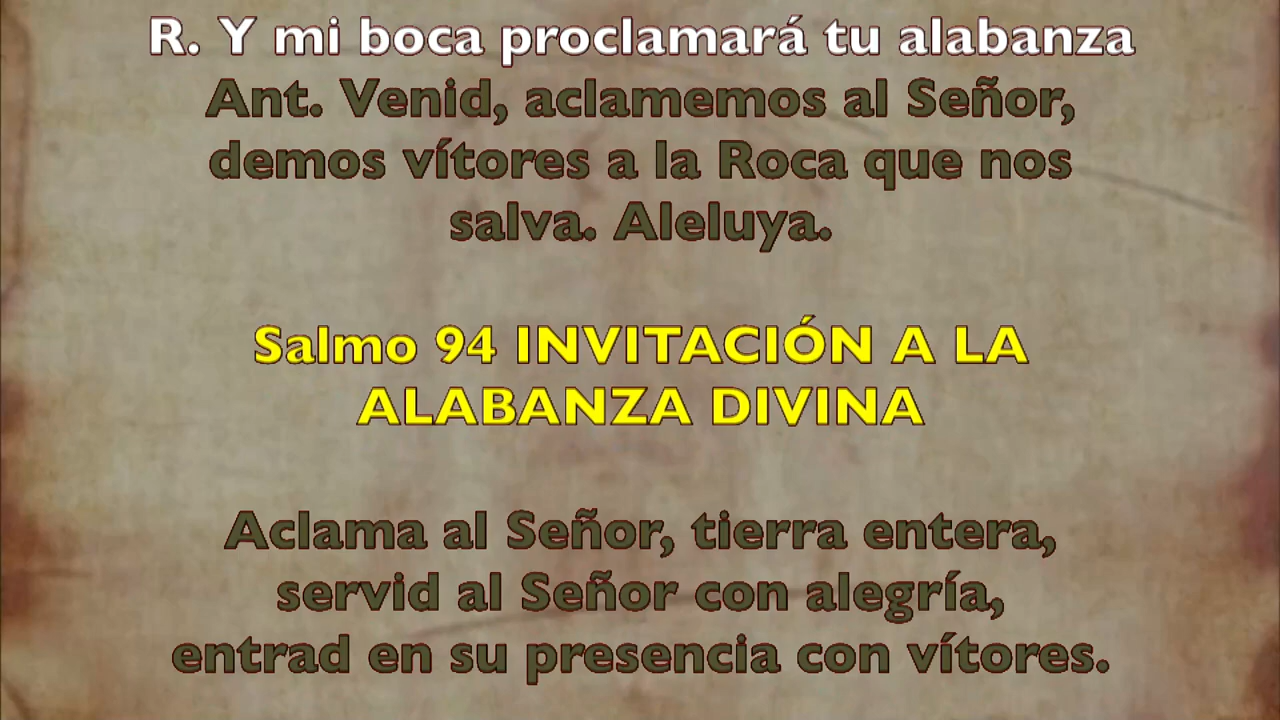 R. Y mi boca proclamará tu alabanza
Ant. Venid, aclamemos al Señor,
demos vítores a la Roca que nos
salva. Aleluya.
Salmo 94 INVITACIÓN A LA
ALABANZA DIVINA
Aclama al Señor, tierra entera,
servid al Señor con alegría,
entrad en su presencia con vítores.